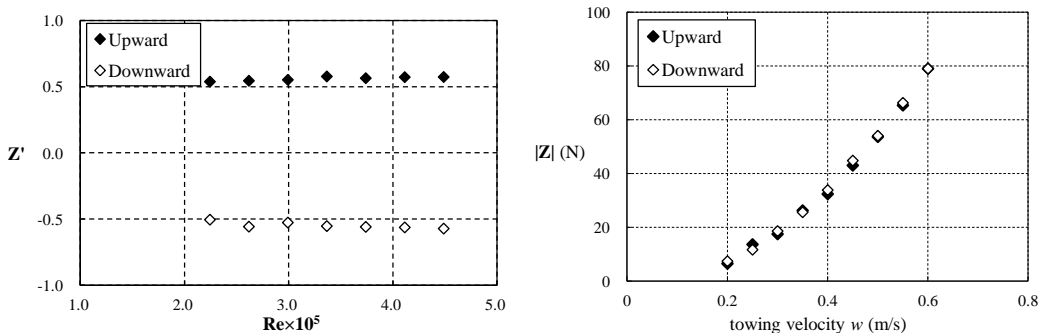 1.0
0.5
0.0
-0.5
-1.0
Z'
Upward
Downward
1.0 2.0 3.0 4.0 5.0
Re×10⁵
100
80
60
40
20
0
|Z| (N)
Upward
Downward
0 0.2 0.4 0.6 0.8
towing velocity w (m/s)